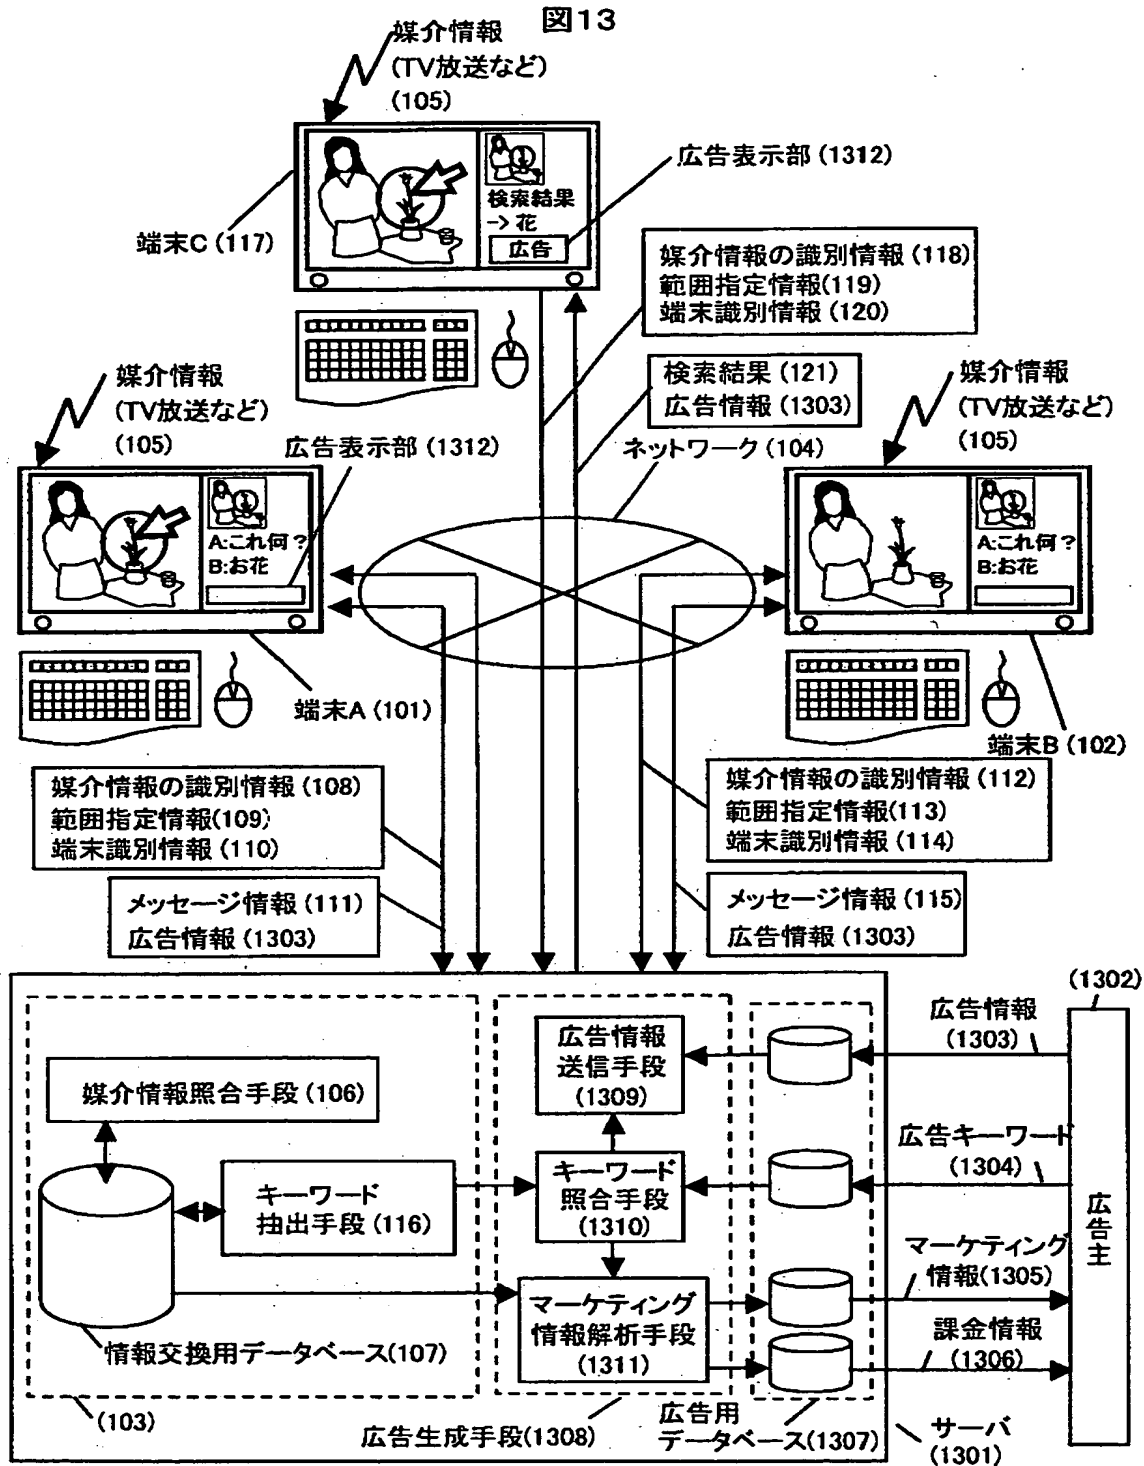 図13
媒介情報
(TV放送など)
(105)
検索結果
->花
広告
広告表示部(1312)
端末C(117)
媒介情報の識別情報(118)
範囲指定情報(119)
端末識別情報(120)
検索結果(121)
広告情報(1303)
ネットワーク(104)
媒介情報
(TV放送など)
(105)
広告表示部(1312)
A:これ何?
B:お花
端末A(101)
媒介情報
(TV放送など)
(105)
A:これ何?
B:お花
端末B(102)
媒介情報の識別情報(108)
範囲指定情報(109)
端末識別情報(110)
メッセージ情報(111)
広告情報(1303)
媒介情報の識別情報(112)
範囲指定情報(113)
端末識別情報(114)
メッセージ情報(115)
広告情報(1303)
媒介情報照合手段(106)
キーワード
抽出手段(116)
情報交換用データベース(107)
(103)
広告情報
送信手段
(1309)
キーワード
照合手段
(1310)
マーケティング
情報解析手段
(1311)
広告生成手段(1308)
広告用
データベース(1307)
サーバ
(1301)
(1302)
広告情報
(1303)
広告キーワード
(1304)
マーケティング
情報(1305)
課金情報
(1306)
広告主